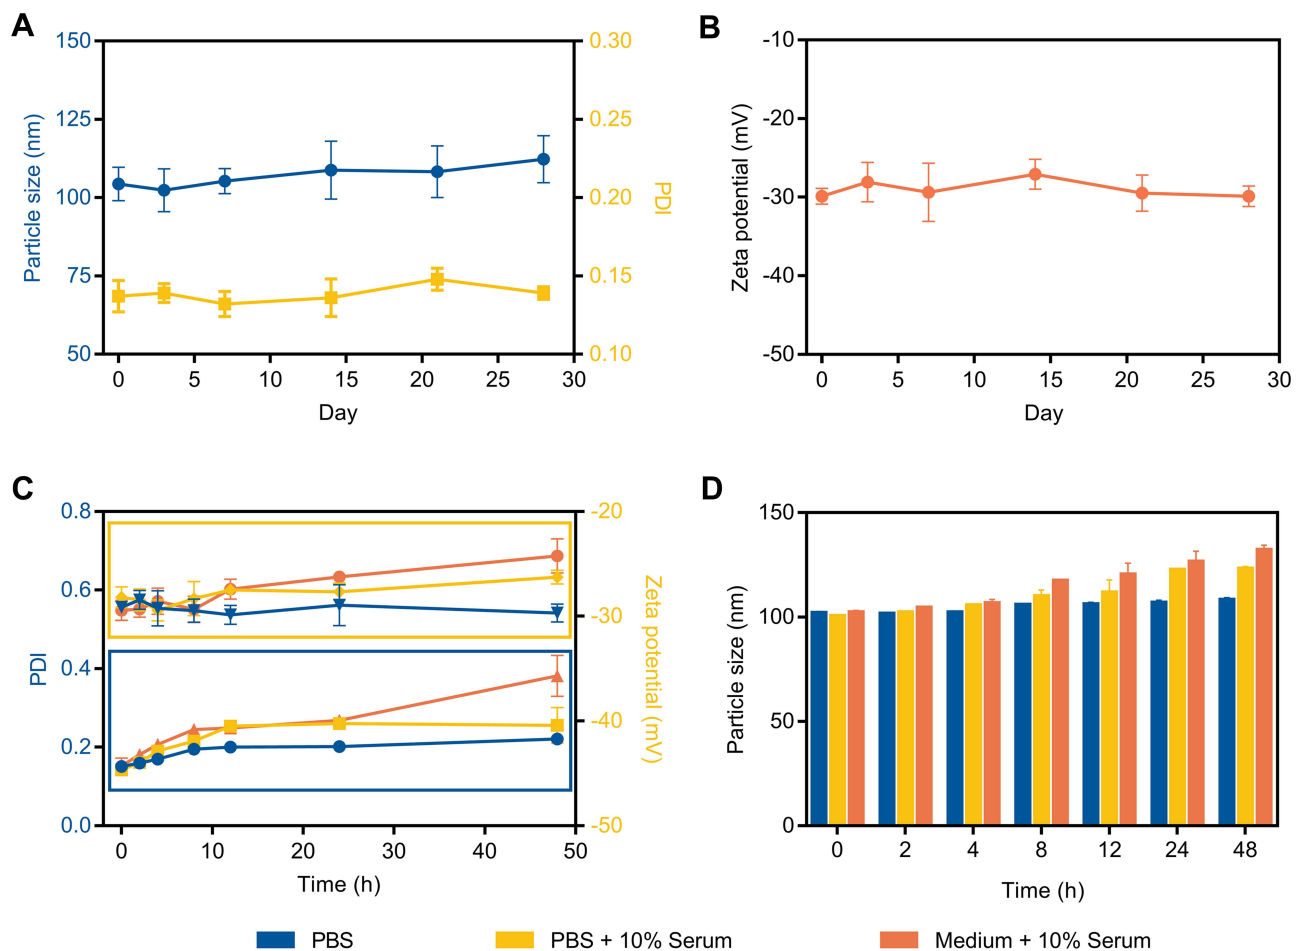 A
Particle size (nm)
150
125
100
75
50
0.30
0.25
0.20
0.15
0.10
PDI
0 5 10 15 20 25 30
Day
B
Zeta potential (mV)
-10
-20
-30
-40
-50
0 5 10 15 20 25 30
Day
C
PDI
0.8
0.6
0.4
0.2
0.0
-20
-30
-40
-50
Zeta potential (mV)
0 10 20 30 40 50
Time (h)
D
Particle size (nm)
150
100
50
0
0 2 4 8 12 24 48
Time (h)
PBS PBS + 10% Serum Medium + 10% Serum